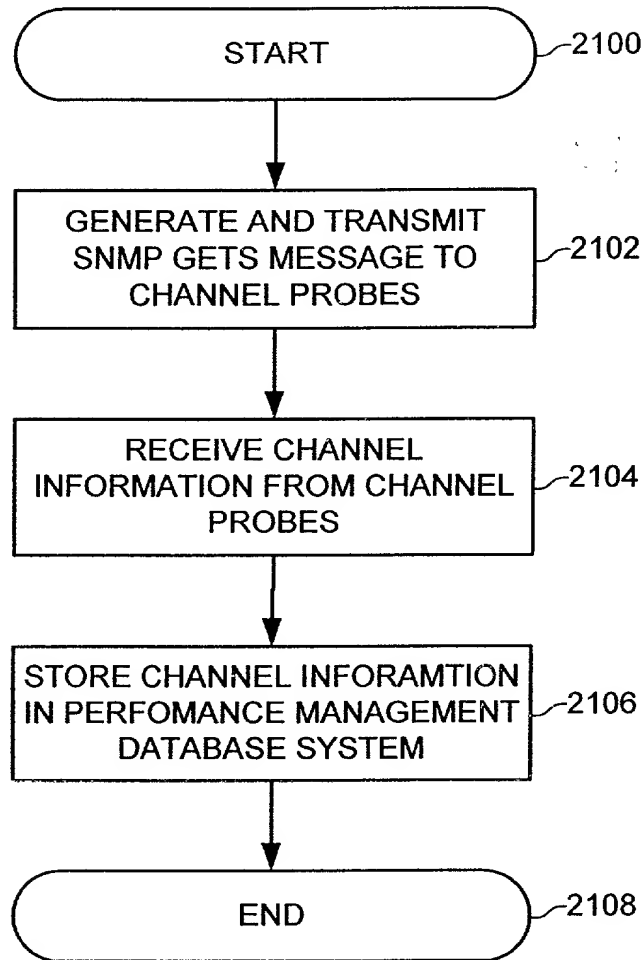 START
2100
GENERATE AND TRANSMIT
SNMP GETS MESSAGE TO
CHANNEL PROBES
2102
RECEIVE CHANNEL
INFORMATION FROM CHANNEL
PROBES
2104
STORE CHANNEL INFORAMTION
IN PERFOMANCE MANAGEMENT
DATABASE SYSTEM
2106
END
2108